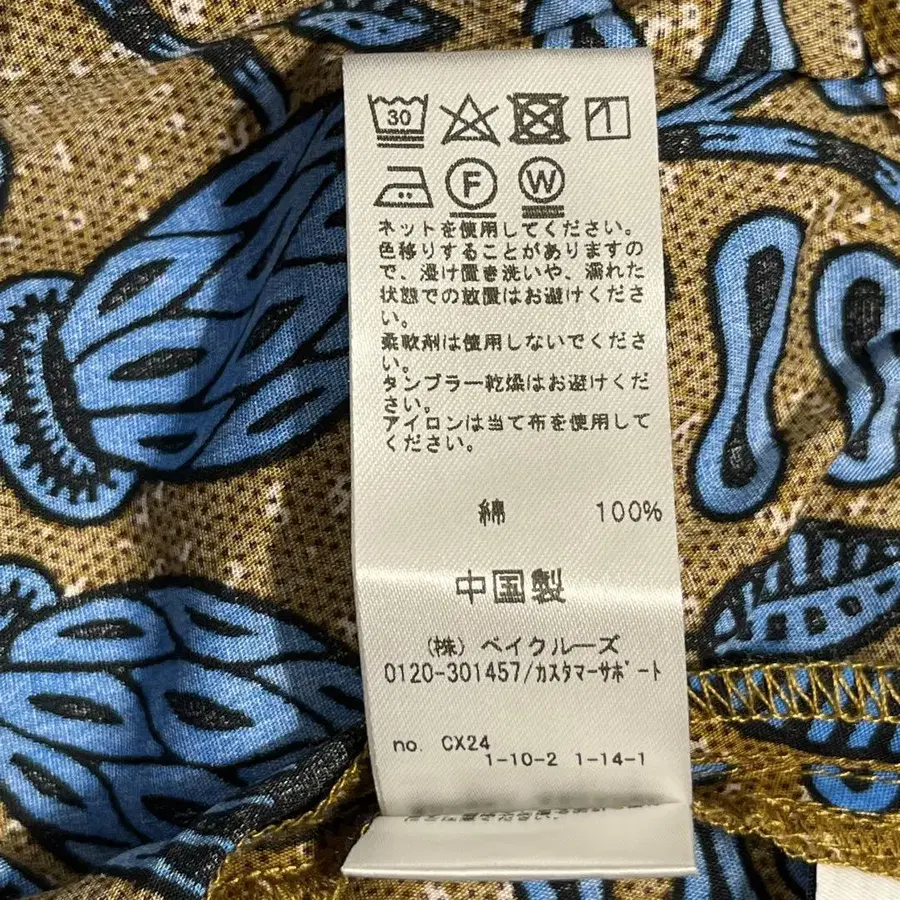 30
F W
ネットを使用してください。
色移りすることがありますの
で、浸け置き洗いや、濡れた
状態での放置はお避けくださ
い。
柔軟剤は使用しないでくださ
い。
タンブラー乾燥はお避けくだ
さい。
アイロンは当て布を使用して
ください。
綿 100%
中国製
(株) ベイクルーズ
0120-301457/カスタマーサポート
no. CX24
1-10-2 1-14-1